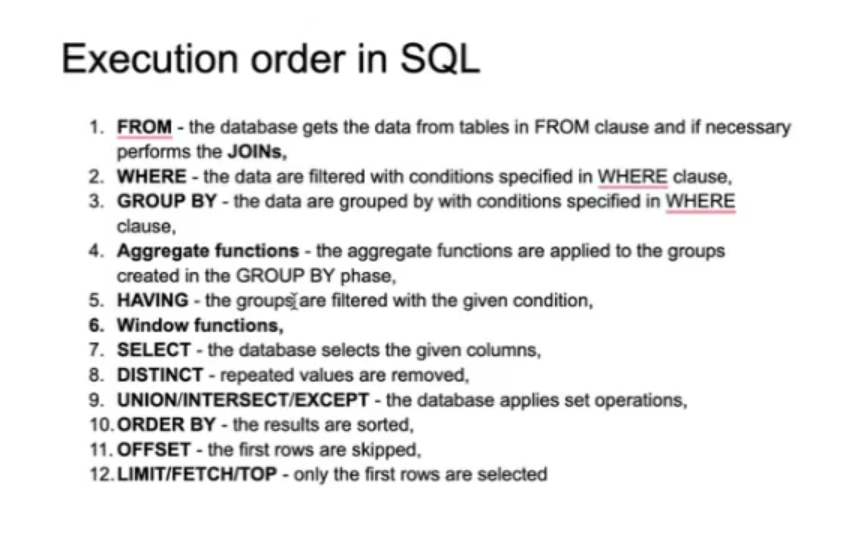 Execution order in SQL
1. FROM - the database gets the data from tables in FROM clause and if necessary
performs the JOINs,
2. WHERE - the data are filtered with conditions specified in WHERE clause,
3. GROUP BY - the data are grouped by with conditions specified in WHERE
clause,
4. Aggregate functions - the aggregate functions are applied to the groups
created in the GROUP BY phase,
5. HAVING - the groups are filtered with the given condition,
6. Window functions,
7. SELECT - the database selects the given columns,
8. DISTINCT - repeated values are removed,
9. UNION/INTERSECT/EXCEPT - the database applies set operations,
10. ORDER BY - the results are sorted,
11. OFFSET - the first rows are skipped,
12. LIMIT/FETCH/TOP - only the first rows are selected